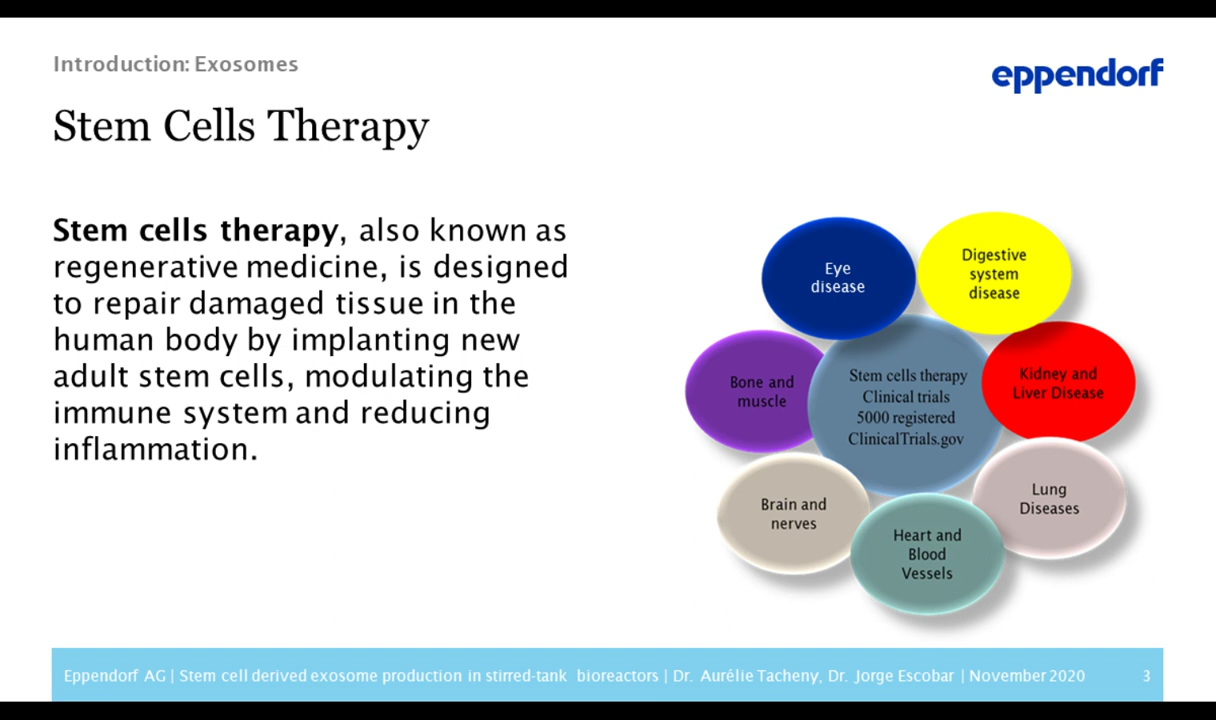 Introduction: Exosomes
eppendorf
Stem Cells Therapy
Stem cells therapy, also known as
regenerative medicine, is designed
to repair damaged tissue in the
human body by implanting new
adult stem cells, modulating the
immune system and reducing
inflammation.
Eye
disease
Digestive
system
disease
Bone and
muscle
Stem cells therapy
Clinical trials
5000 registered
ClinicalTrials.gov
Kidney and
Liver Disease
Brain and
nerves
Heart and
Blood
Vessels
Lung
Diseases
Eppendorf AG | Stem cell derived exosome production in stirred-tank bioreactors | Dr. Aurélie Tacheny, Dr. Jorge Escobar | November 2020 3